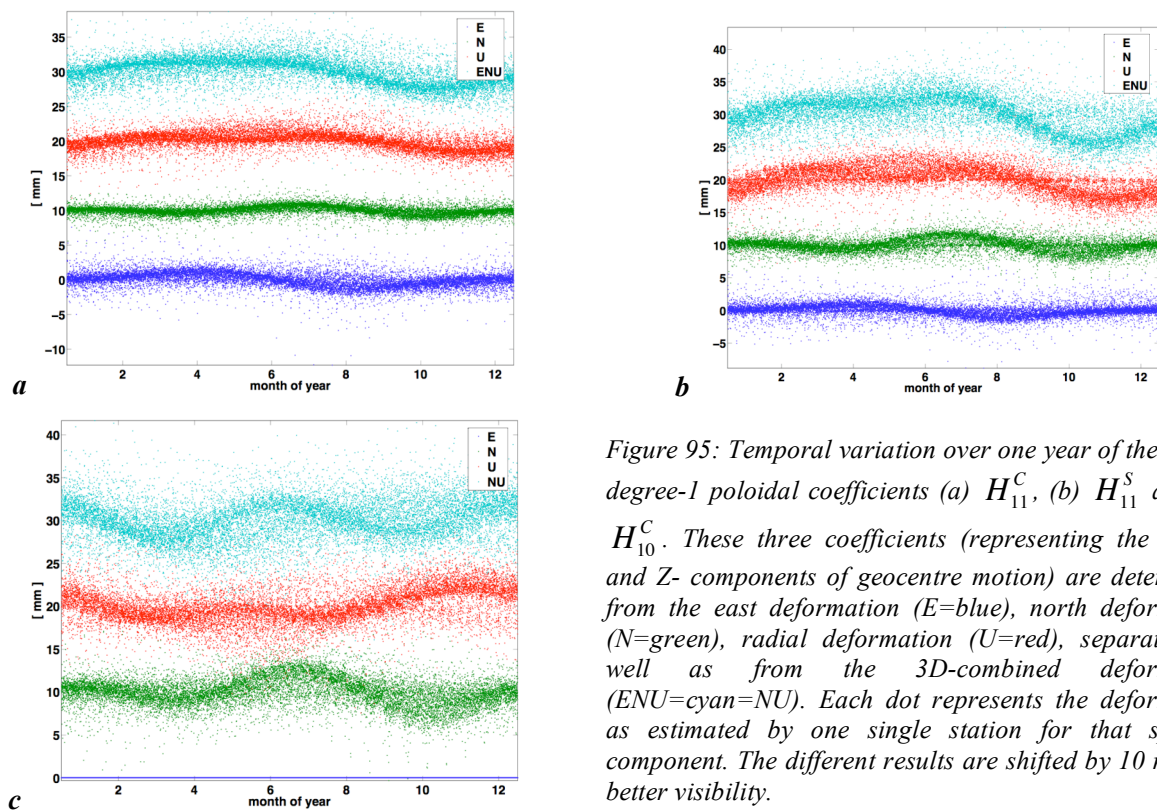 35
30
25
20
15
10
5
0
−5
−10
[ mm ]
E
N
U
ENU
2 4 6 8 10 12
month of year
a
40
35
30
25
20
15
10
5
0
−5
[ mm ]
E
N
U
ENU
2 4 6 8 10 12
month of year
b
40
35
30
25
20
15
10
5
0
[ mm ]
E
N
U
NU
2 4 6 8 10 12
month of year
c
Figure 95: Temporal variation over one year of the
degree-1 poloidal coefficients (a) H₁₁ᶜ, (b) H₁₁ˢ a
H₁₀ᶜ. These three coefficients (representing the
and Z- components of geocentre motion) are deter
from the east deformation (E=blue), north defor
(N=green), radial deformation (U=red), separat
well as from the 3D-combined defor
(ENU=cyan=NU). Each dot represents the defor
as estimated by one single station for that s
component. The different results are shifted by 10 
better visibility.